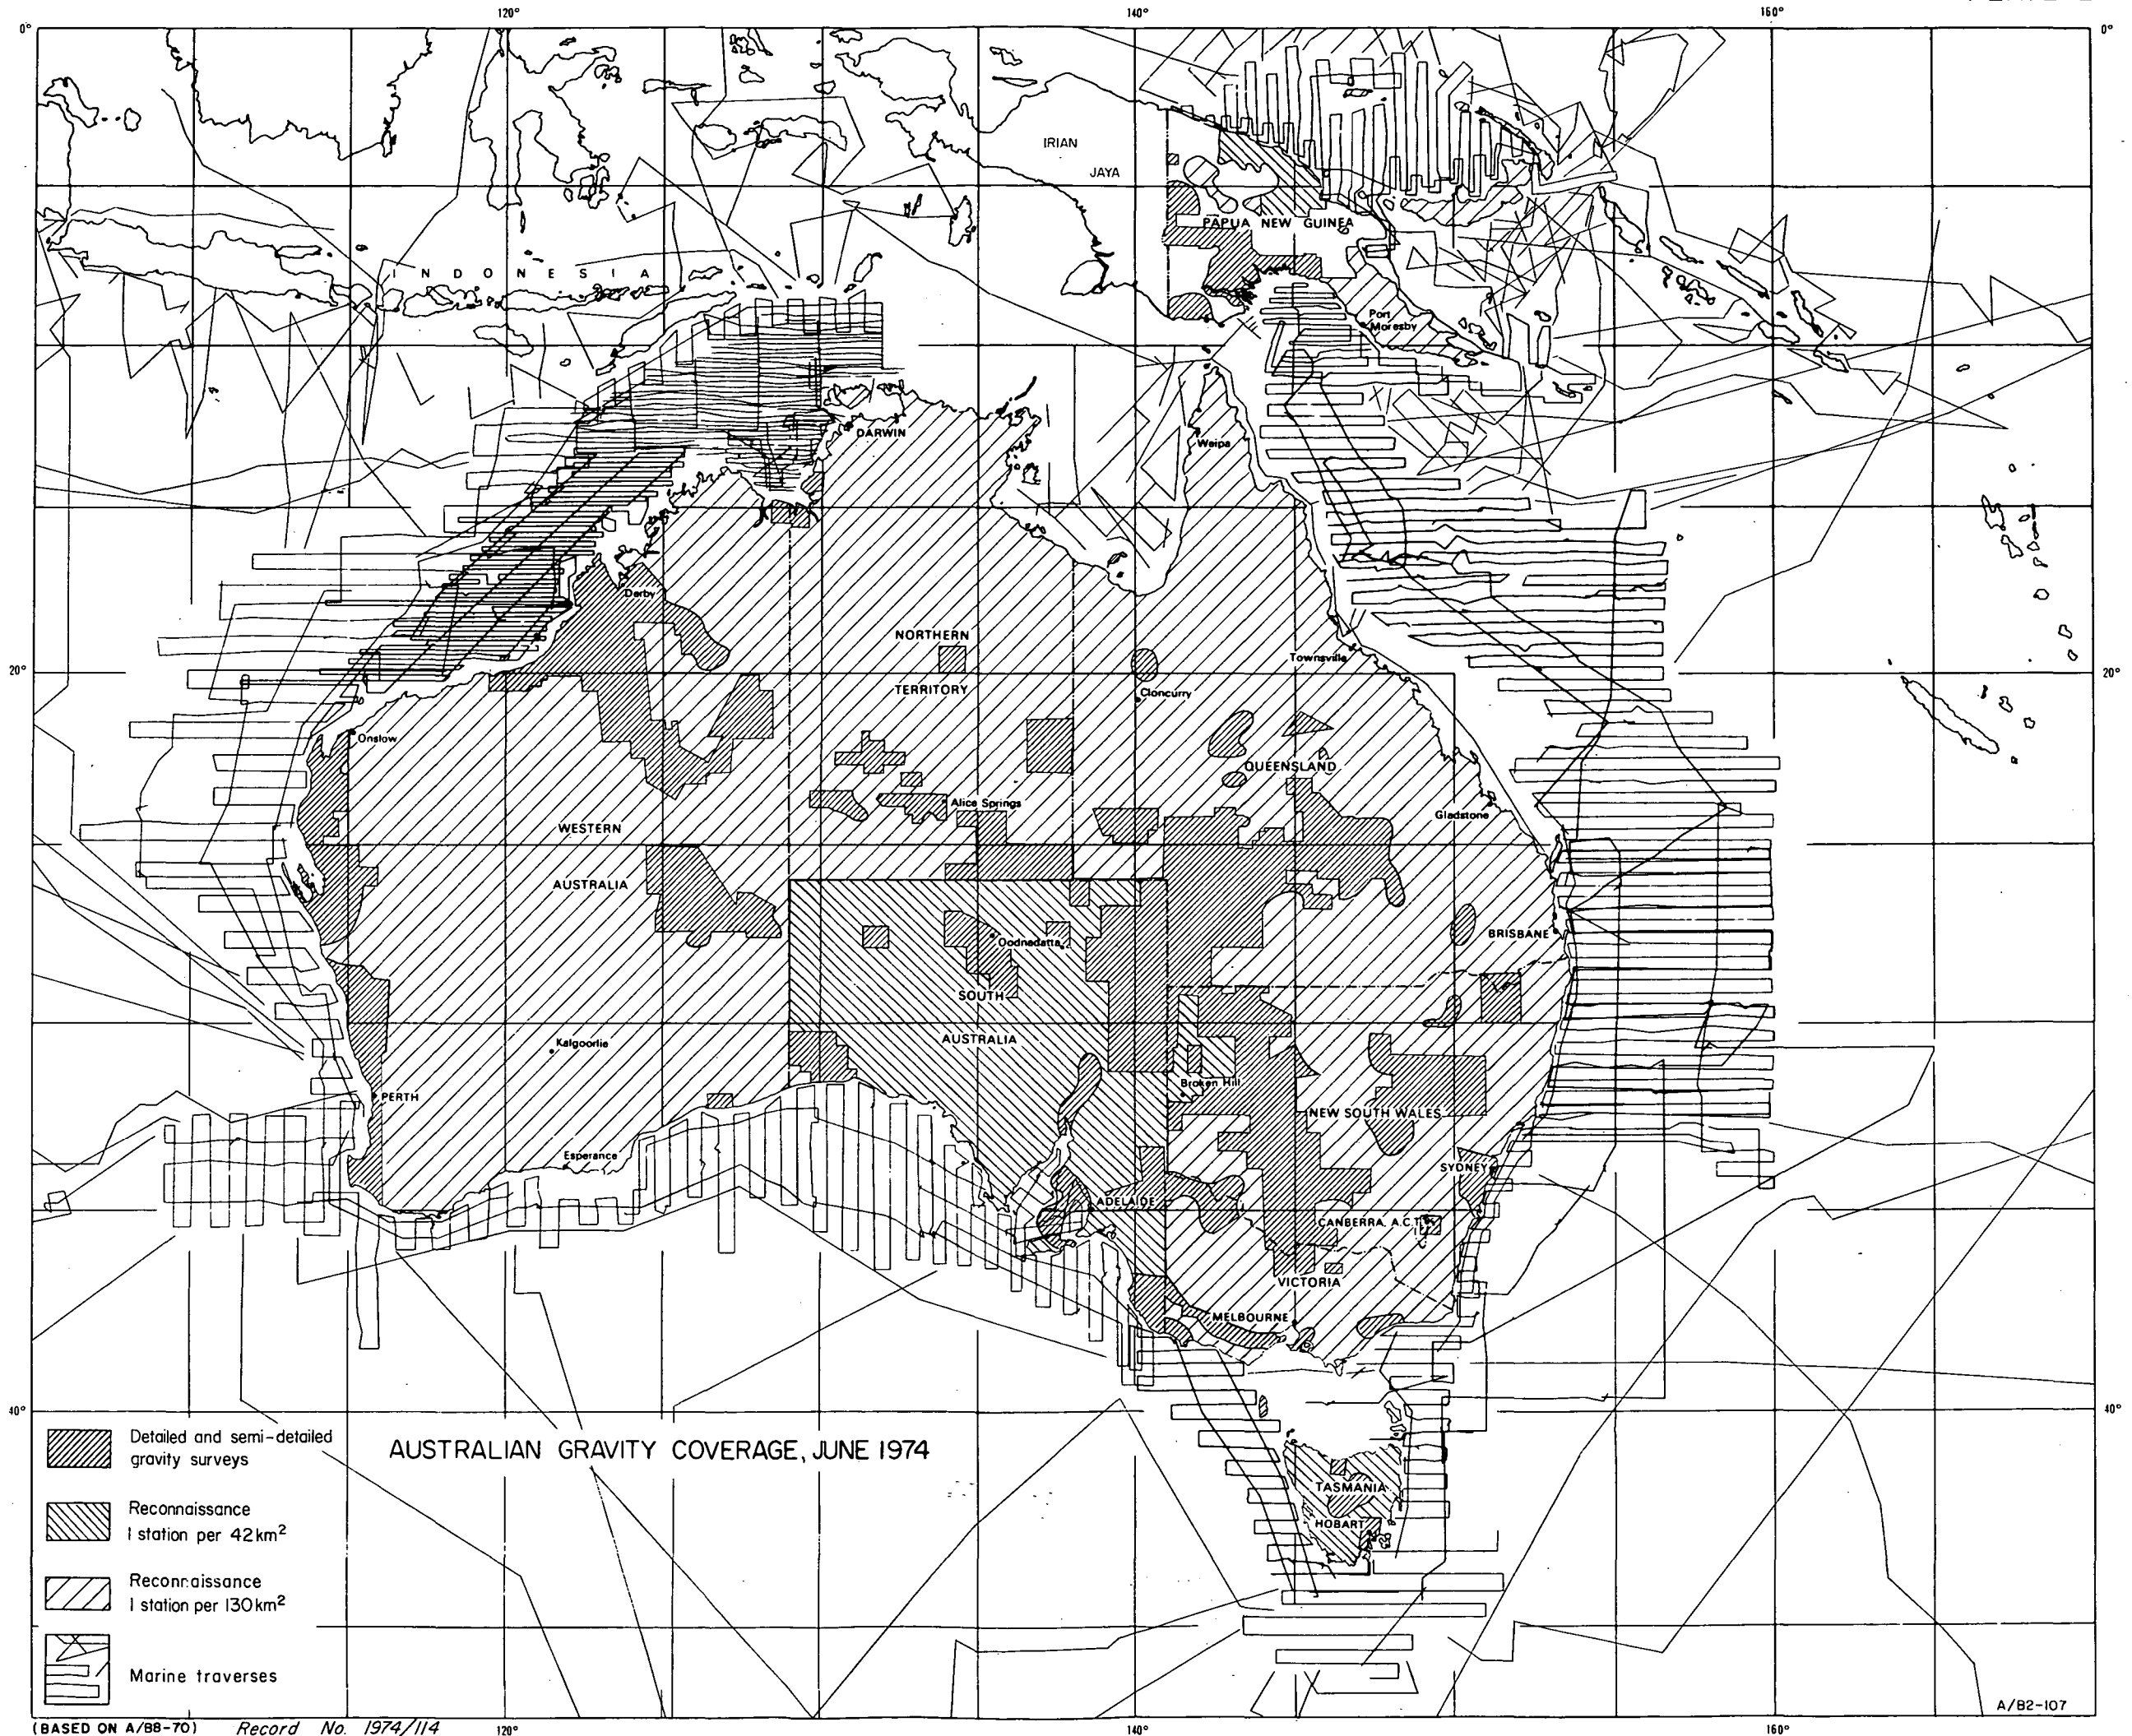 120°
140°
160°
0°
0°
IRIAN
JAYA
PAPUA NEW GUINEA
INDONESIA
Port
Moresby
DARWIN
Weipa
Derby
NORTHERN
TERRITORY
Townsville
20°
20°
Cloncurry
Onslow
QUEENSLAND
Alice Springs
Gladstone
WESTERN
AUSTRALIA
BRISBANE
Oodnadatta
SOUTH
AUSTRALIA
Kalgoorlie
Broken Hill
PERTH
NEW SOUTH WALES
Esperance
SYDNEY
ADELAIDE
CANBERRA, A.C.T.
VICTORIA
MELBOURNE
40°
40°
AUSTRALIAN GRAVITY COVERAGE, JUNE 1974
Detailed and semi-detailed
gravity surveys
Reconnaissance
1 station per 42km²
Reconnaissance
1 station per 130km²
Marine traverses
TASMANIA
HOBART
A/B2-107
(BASED ON A/B8-70) Record No. 1974/114
120°
140°
160°